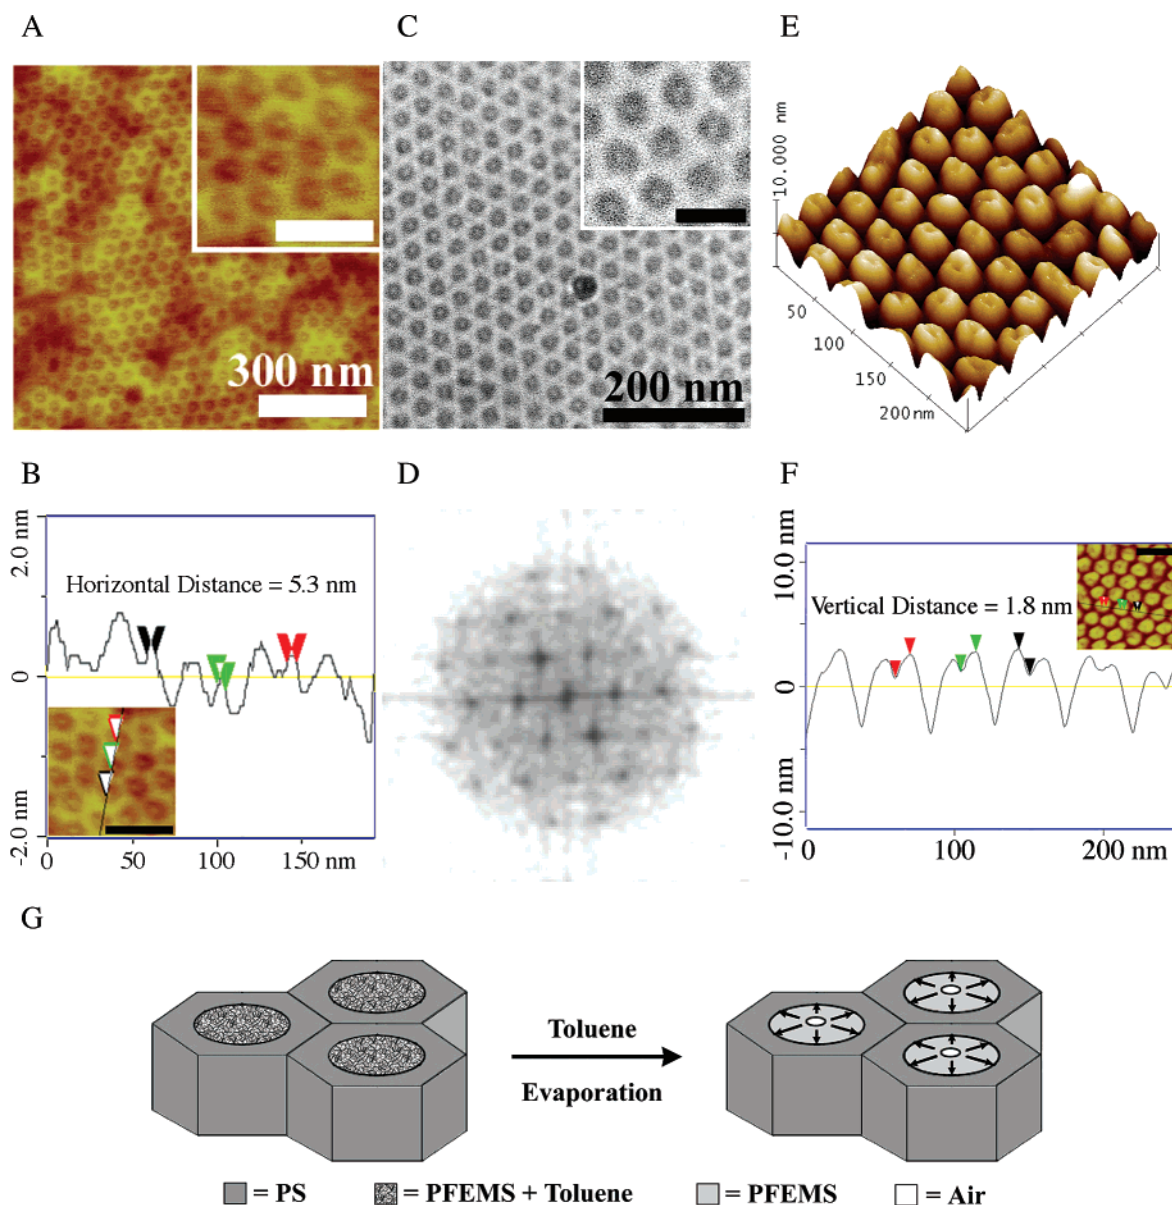 A
300 nm
C
200 nm
E
10.000 nm
50
100
150
200 nm
B
2.0 nm
0
-2.0 nm
Horizontal Distance = 5.3 nm
0
50
100
150 nm
D
F
10.0 nm
0
-10.0 nm
Vertical Distance = 1.8 nm
0
100
200 nm
G
Toluene
Evaporation
= PS
= PFEMS + Toluene
= PFEMS
= Air